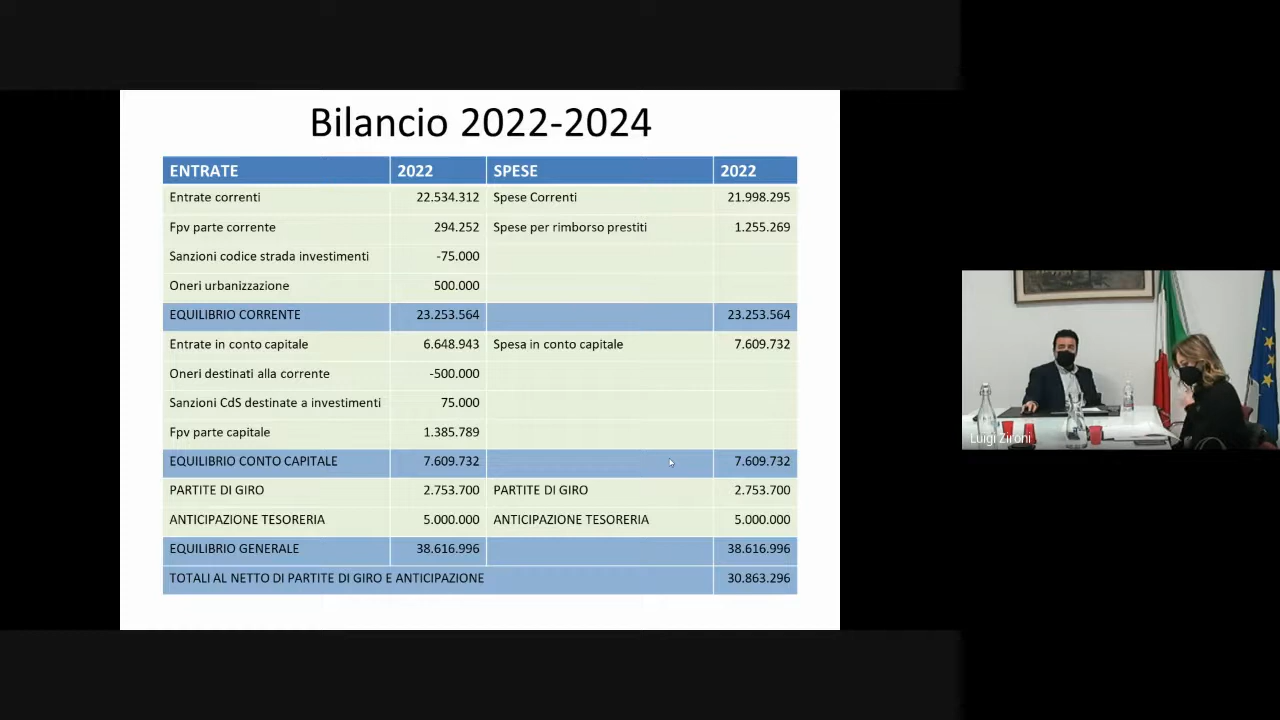 Bilancio 2022-2024
ENTRATE 2022 SPESE 2022
Entrate correnti 22.534.312 Spese Correnti 21.998.295
Fpv parte corrente 294.252 Spese per rimborso prestiti 1.255.269
Sanzioni codice strada investimenti -75.000
Oneri urbanizzazione 500.000
EQUILIBRIO CORRENTE 23.253.564 23.253.564
Entrate in conto capitale 6.648.943 Spesa in conto capitale 7.609.732
Oneri destinati alla corrente -500.000
Sanzioni CdS destinate a investimenti 75.000
Fpv parte capitale 1.385.789
EQUILIBRIO CONTO CAPITALE 7.609.732 7.609.732
PARTITE DI GIRO 2.753.700 PARTITE DI GIRO 2.753.700
ANTICIPAZIONE TESORERIA 5.000.000 ANTICIPAZIONE TESORERIA 5.000.000
EQUILIBRIO GENERALE 38.616.996 38.616.996
TOTALI AL NETTO DI PARTITE DI GIRO E ANTICIPAZIONE 30.863.296
Luigi Zironi